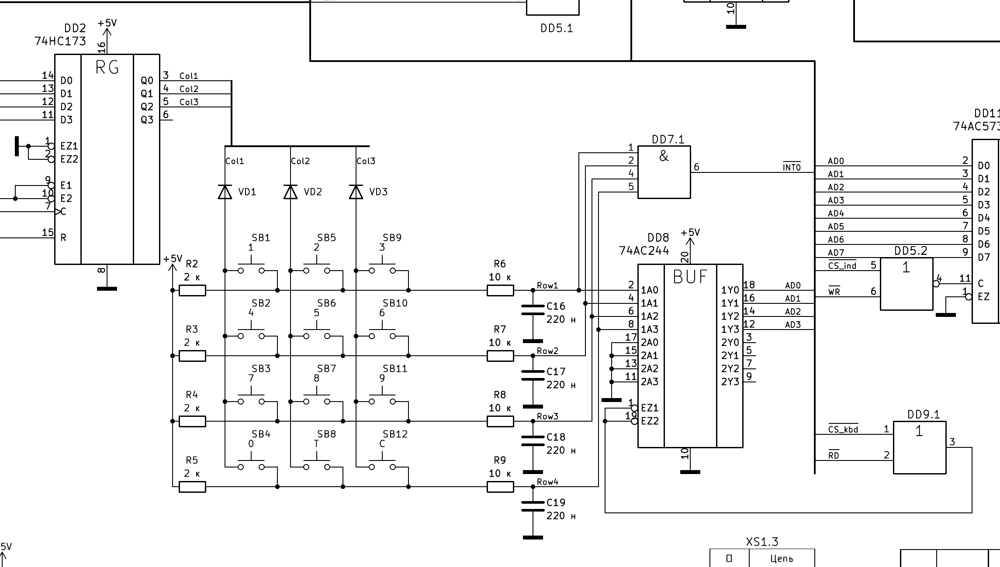 DD5.1
10
DD2
74HC173
+5V
16
RG
14 D0
13 D1
12 D2
11 D3
1 EZ1
2 EZ2
9 E1
10 E2
7 C
15 R
Q0 3 Col1
Q1 4 Col2
Q2 5 Col3
Q3 6
8
Col1
Col2
Col3
VD1
VD2
VD3
+5V
R2
2 к
R3
2 к
R4
2 к
R5
2 к
SB1
1
SB5
2
SB9
3
SB2
4
SB6
5
SB10
6
SB3
7
SB7
8
SB11
9
SB4
0
SB8
T
SB12
C
R6
10 к
R7
10 к
R8
10 к
R9
10 к
Row1
C16
220 н
Row2
C17
220 н
Row3
C18
220 н
Row4
C19
220 н
DD7.1
&
1
2
4
5
6
INT0
DD8
74AC244
+5V
20
BUF
2 1A0
4 1A1
6 1A2
8 1A3
17 2A0
15 2A1
13 2A2
11 2A3
1 EZ1
19 EZ2
1Y0 18 AD0
1Y1 16 AD1
1Y2 14 AD2
1Y3 12 AD3
2Y0 3
2Y1 5
2Y2 7
2Y3 9
10
DD11
74AC573
AD0 2 D0
AD1 3 D1
AD2 4 D2
AD3 5 D3
AD4 6 D4
AD5 7 D5
AD6 8 D6
AD7 9 D7
11 C
1 EZ
DD5.2
1
CS_ind 5
WR 6
4
DD9.1
1
CS_kbd 1
RD 2
3
5V
XS1.3
Цепь